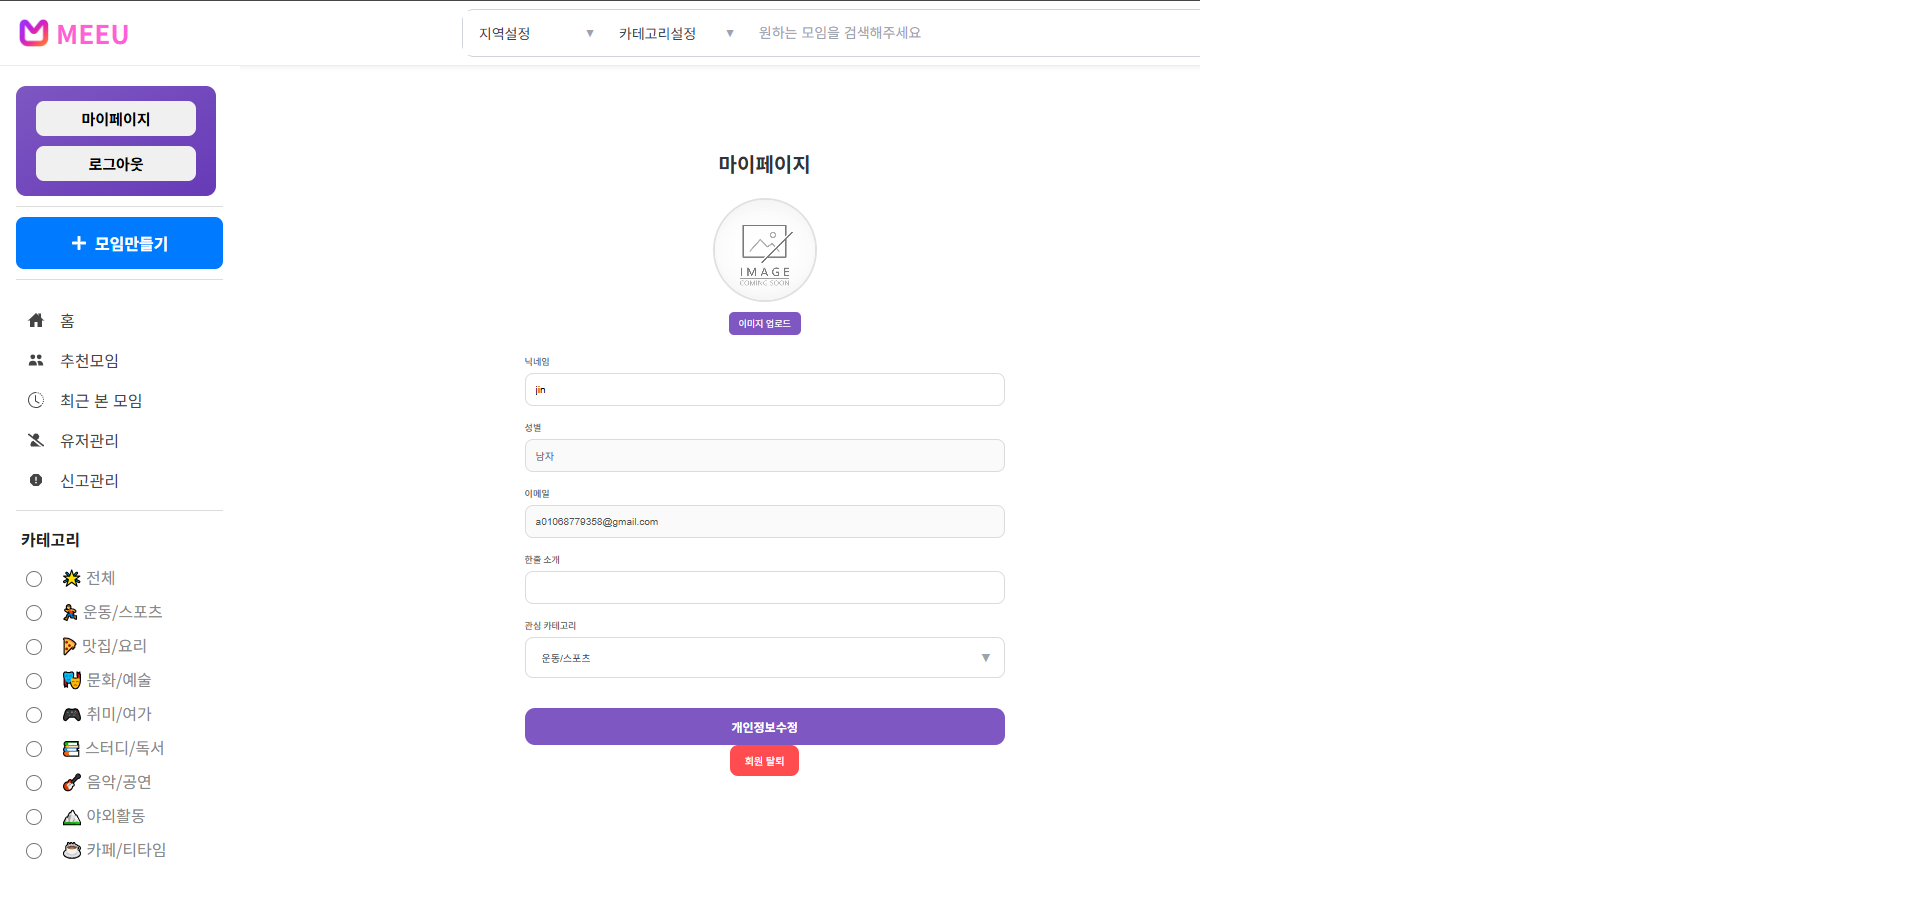 MEEU
지역설정 ▼ 카테고리설정 ▼ 원하는 모임을 검색해주세요
마이페이지
로그아웃
+ 모임만들기
홈
추천모임
최근 본 모임
유저관리
신고관리
카테고리
전체
운동/스포츠
맛집/요리
문화/예술
취미/여가
스터디/독서
음악/공연
야외활동
카페/티타임
마이페이지
IMAGE
COMING SOON
이미지 업로드
닉네임
jin
성별
남자
이메일
a01068779358@gmail.com
한줄 소개
관심 카테고리
운동/스포츠 ▼
개인정보수정
회원 탈퇴